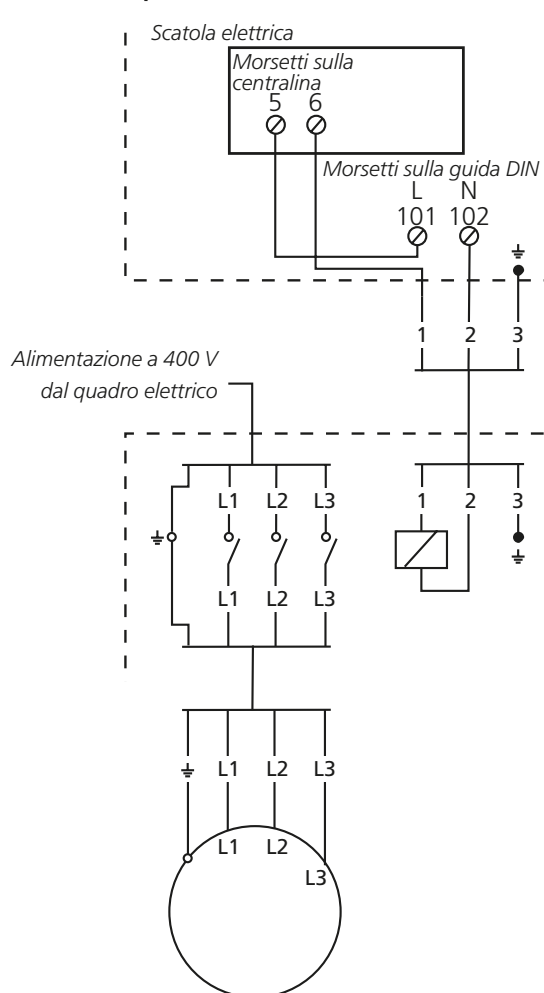 Scatola elettrica
Morsetti sulla
centralina
5 6
Morsetti sulla guida DIN
L N
101 102
1 2 3
Alimentazione a 400 V
dal quadro elettrico
L1 L2 L3
1 2 3
L1 L2 L3
L1 L2 L3
L1 L2
L3